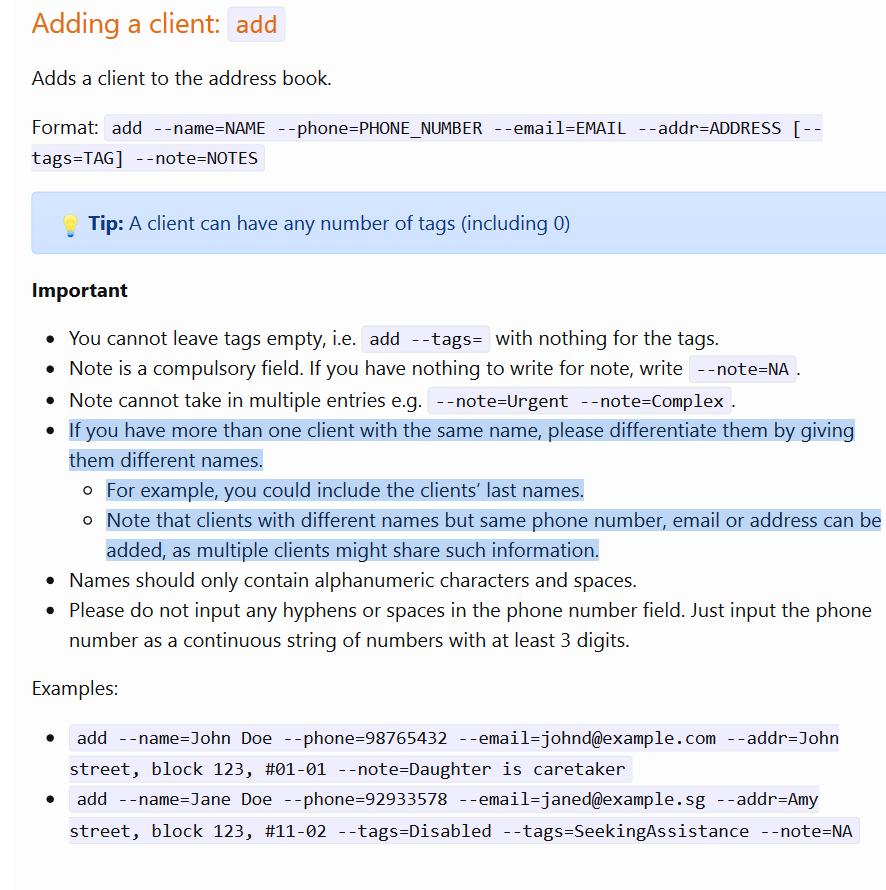 Adding a client: add
Adds a client to the address book.
Format: add --name=NAME --phone=PHONE_NUMBER --email=EMAIL --addr=ADDRESS [--
tags=TAG] --note=NOTES
💡 Tip: A client can have any number of tags (including 0)
Important
• You cannot leave tags empty, i.e. add --tags= with nothing for the tags.
• Note is a compulsory field. If you have nothing to write for note, write --note=NA .
• Note cannot take in multiple entries e.g. --note=Urgent --note=Complex .
• If you have more than one client with the same name, please differentiate them by giving
them different names.
◦ For example, you could include the clients’ last names.
◦ Note that clients with different names but same phone number, email or address can be
added, as multiple clients might share such information.
• Names should only contain alphanumeric characters and spaces.
• Please do not input any hyphens or spaces in the phone number field. Just input the phone
number as a continuous string of numbers with at least 3 digits.
Examples:
• add --name=John Doe --phone=98765432 --email=johnd@example.com --addr=John
street, block 123, #01-01 --note=Daughter is caretaker
• add --name=Jane Doe --phone=92933578 --email=janed@example.sg --addr=Amy
street, block 123, #11-02 --tags=Disabled --tags=SeekingAssistance --note=NA